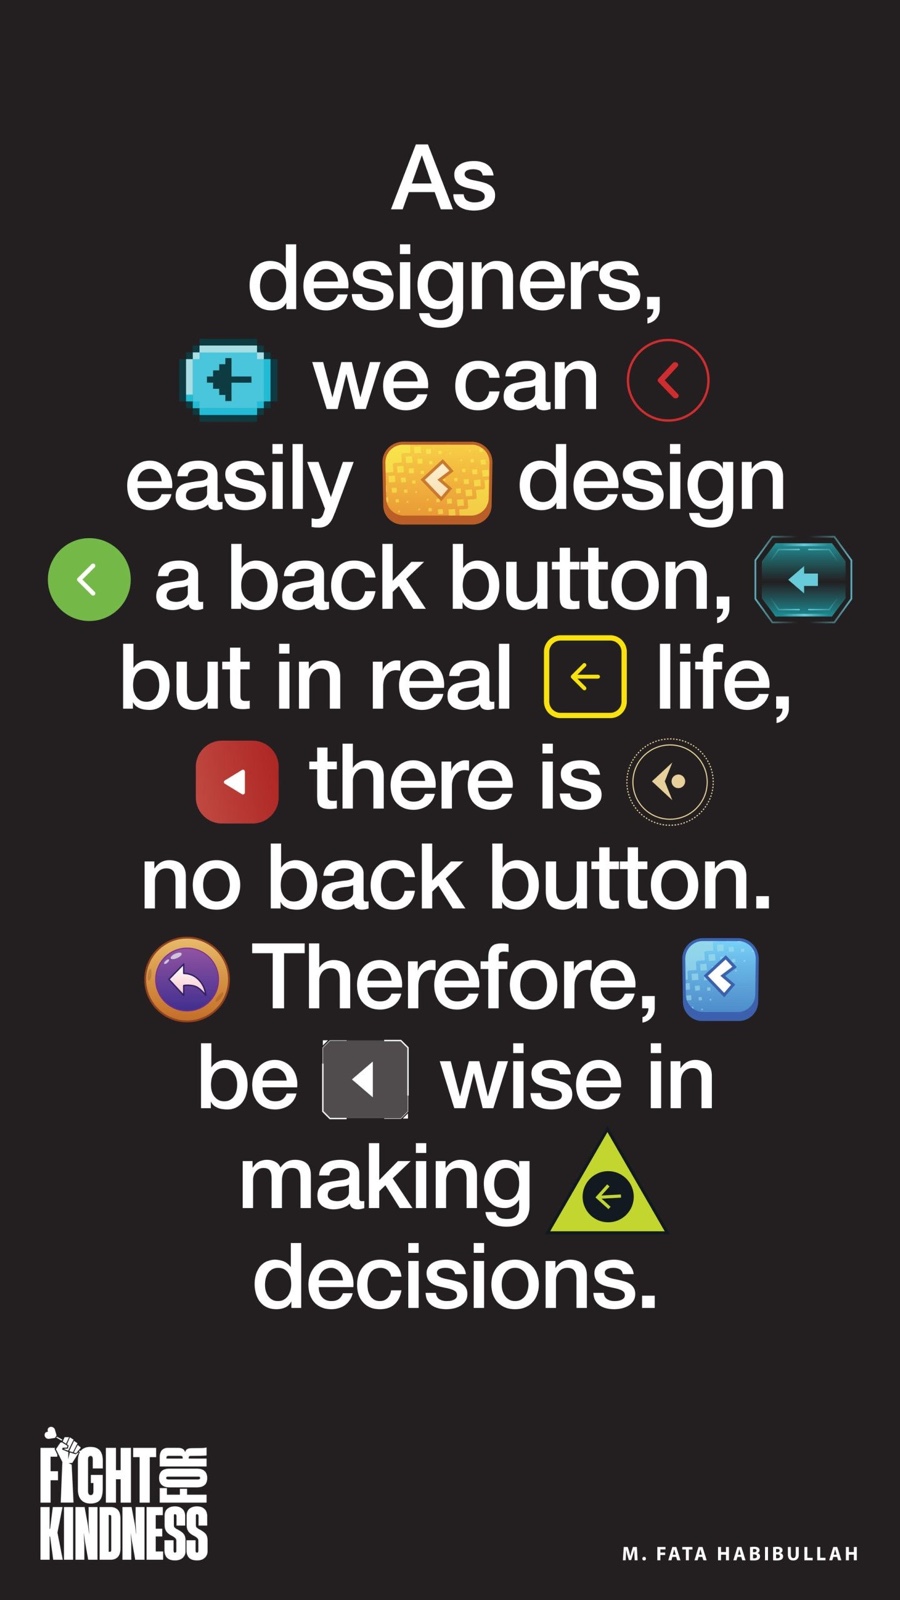 As
designers,
we can
easily design
a back button,
but in real life,
there is
no back button.
Therefore,
be wise in
making
decisions.
FIGHT FOR
KINDNESS
M. FATA HABIBULLAH